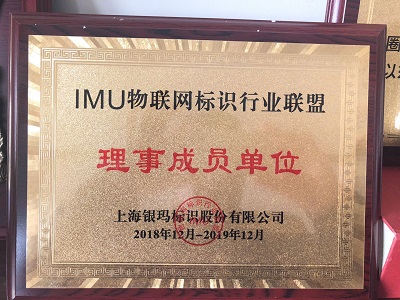 IMU物联网标识行业联盟
理事成员单位
上海银玛标识股份有限公司
2018年12月-2019年12月
圈
以